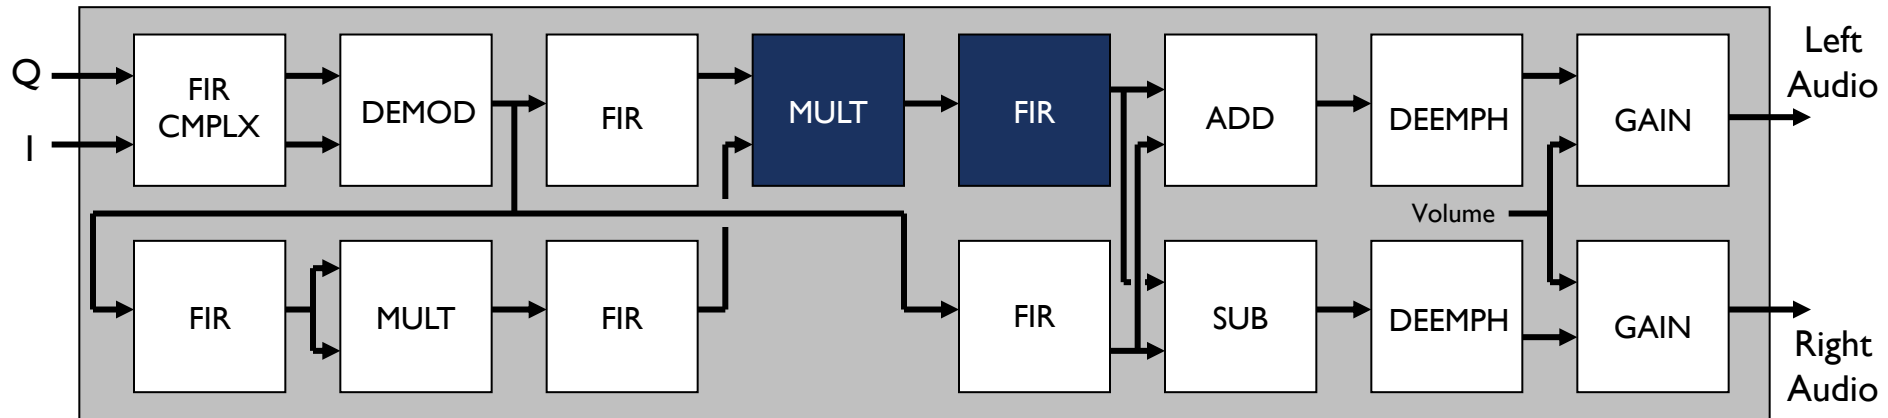 Q
I
FIR
CMPLX
DEMOD
FIR
MULT
FIR
ADD
DEEMPH
GAIN
Left
Audio
Volume
FIR
MULT
FIR
FIR
SUB
DEEMPH
GAIN
Right
Audio